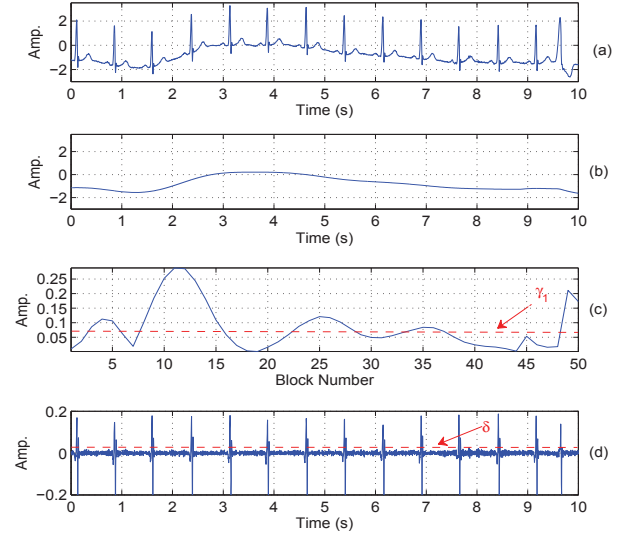 2
0
−2
Amp.
0 1 2 3 4 5 6 7 8 9 10
Time (s)
(a)
2
0
−2
Amp.
0 1 2 3 4 5 6 7 8 9 10
Time (s)
(b)
0.25
0.2
0.15
0.1
0.05
Amp.
γ1
5 10 15 20 25 30 35 40 45 50
Block Number
(c)
0.2
0
−0.2
Amp.
δ
0 1 2 3 4 5 6 7 8 9 10
Time (s)
(d)